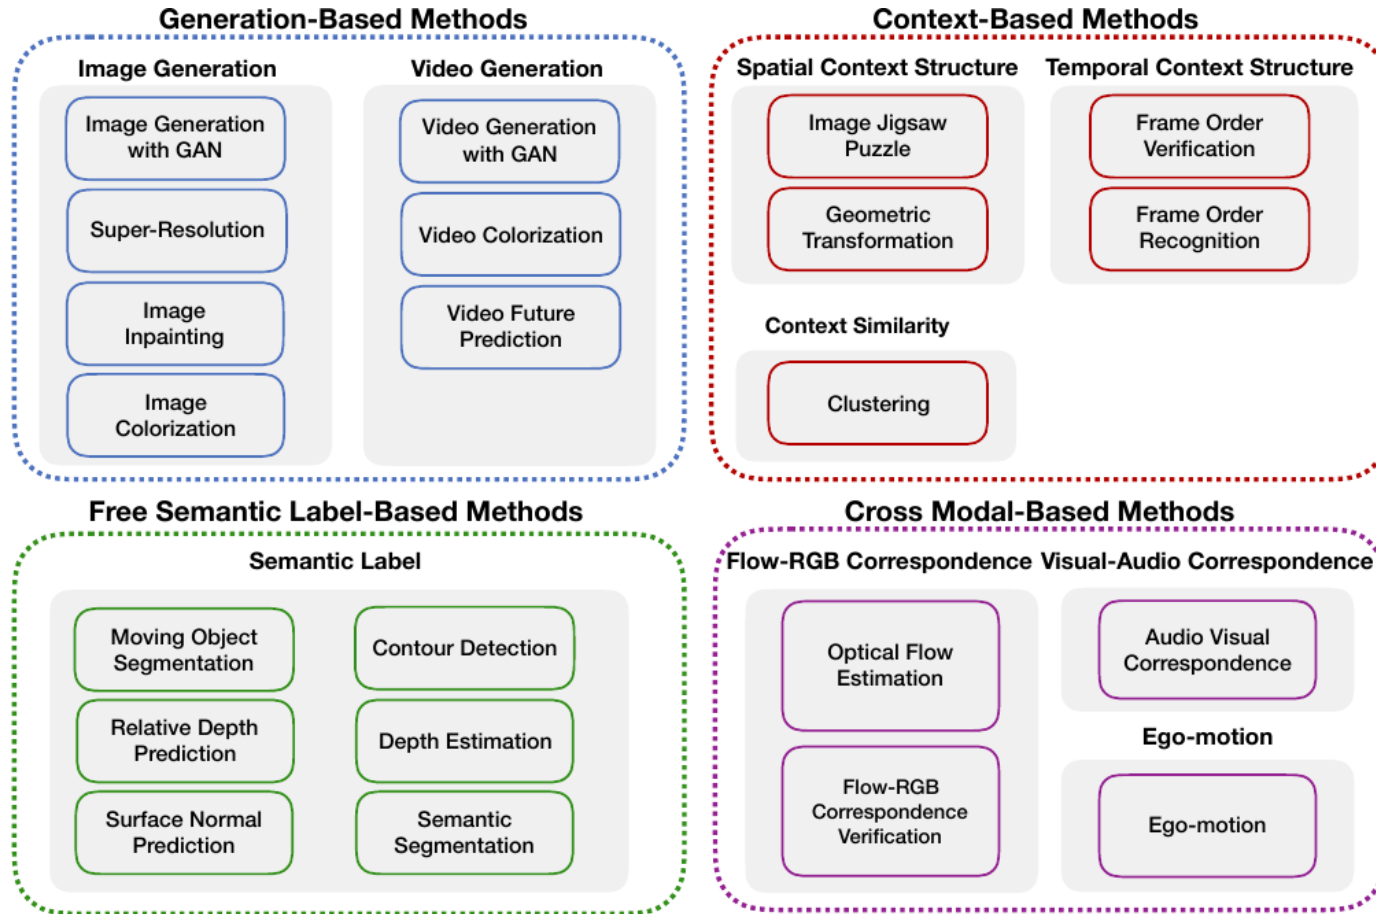 Generation-Based Methods
Image Generation
Image Generation
with GAN
Super-Resolution
Image
Inpainting
Image
Colorization
Video Generation
Video Generation
with GAN
Video Colorization
Video Future
Prediction
Context-Based Methods
Spatial Context Structure
Image Jigsaw
Puzzle
Geometric
Transformation
Temporal Context Structure
Frame Order
Verification
Frame Order
Recognition
Context Similarity
Clustering
Free Semantic Label-Based Methods
Semantic Label
Moving Object
Segmentation
Relative Depth
Prediction
Surface Normal
Prediction
Contour Detection
Depth Estimation
Semantic
Segmentation
Cross Modal-Based Methods
Flow-RGB Correspondence
Optical Flow
Estimation
Flow-RGB
Correspondence
Verification
Visual-Audio Correspondence
Audio Visual
Correspondence
Ego-motion
Ego-motion